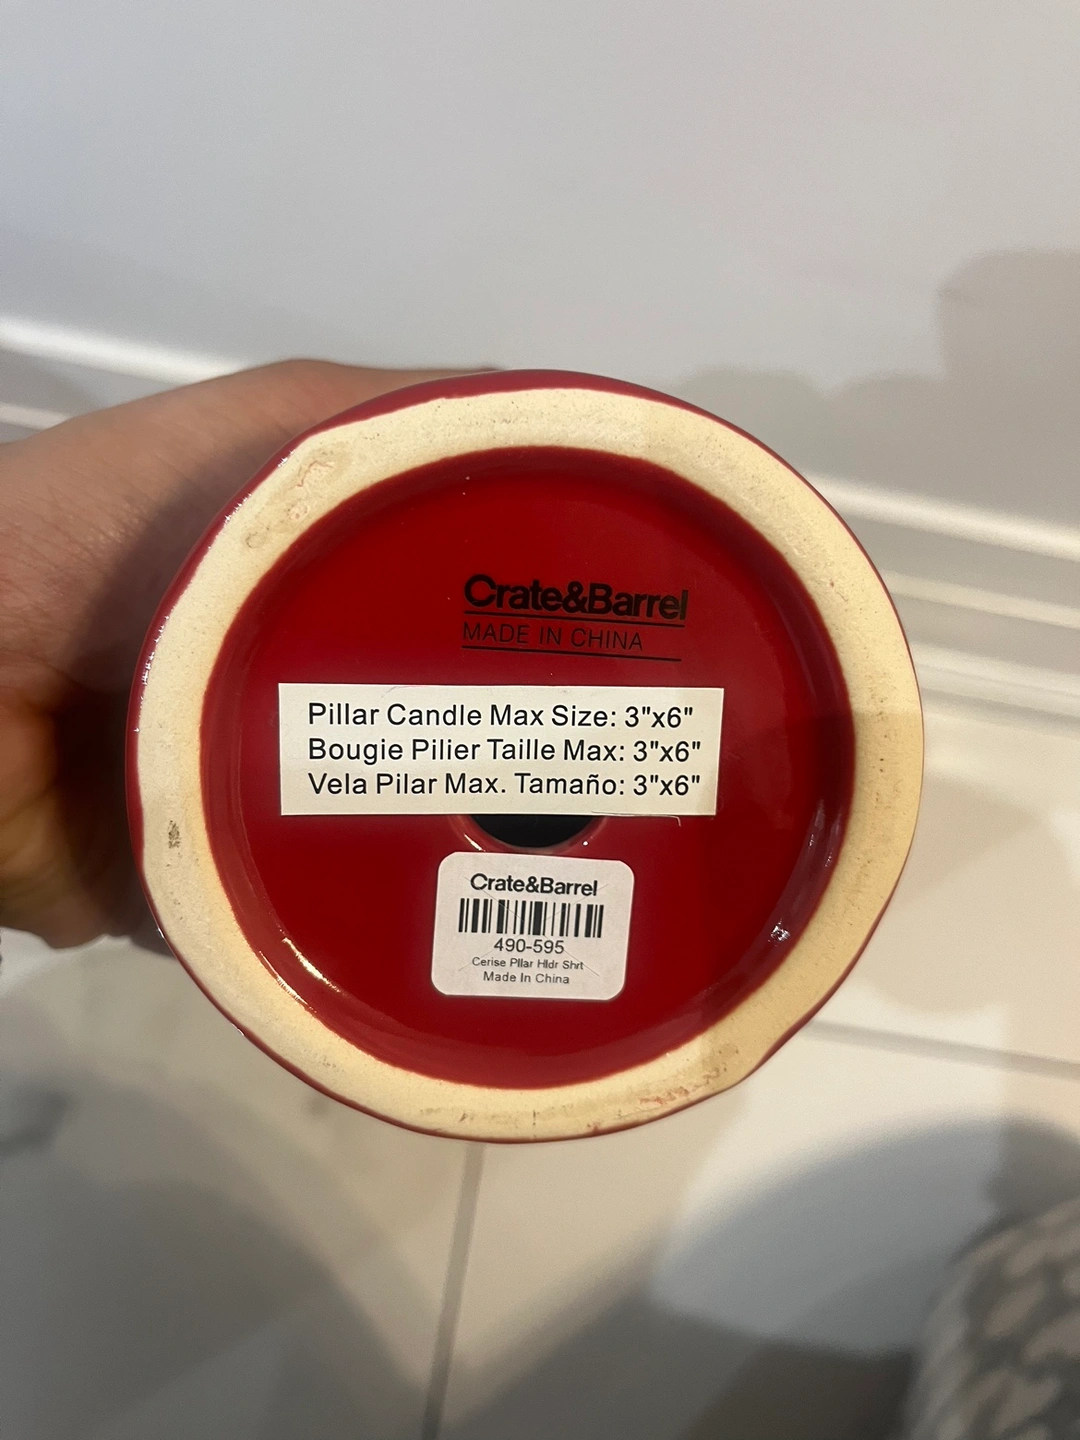 Crate&Barrel
MADE IN CHINA
Pillar Candle Max Size: 3"x6"
Bougie Pilier Taille Max: 3"x6"
Vela Pilar Max. Tamaño: 3"x6"
Crate&Barrel
490-595
Cerise Pllar Hldr Shrt
Made In China